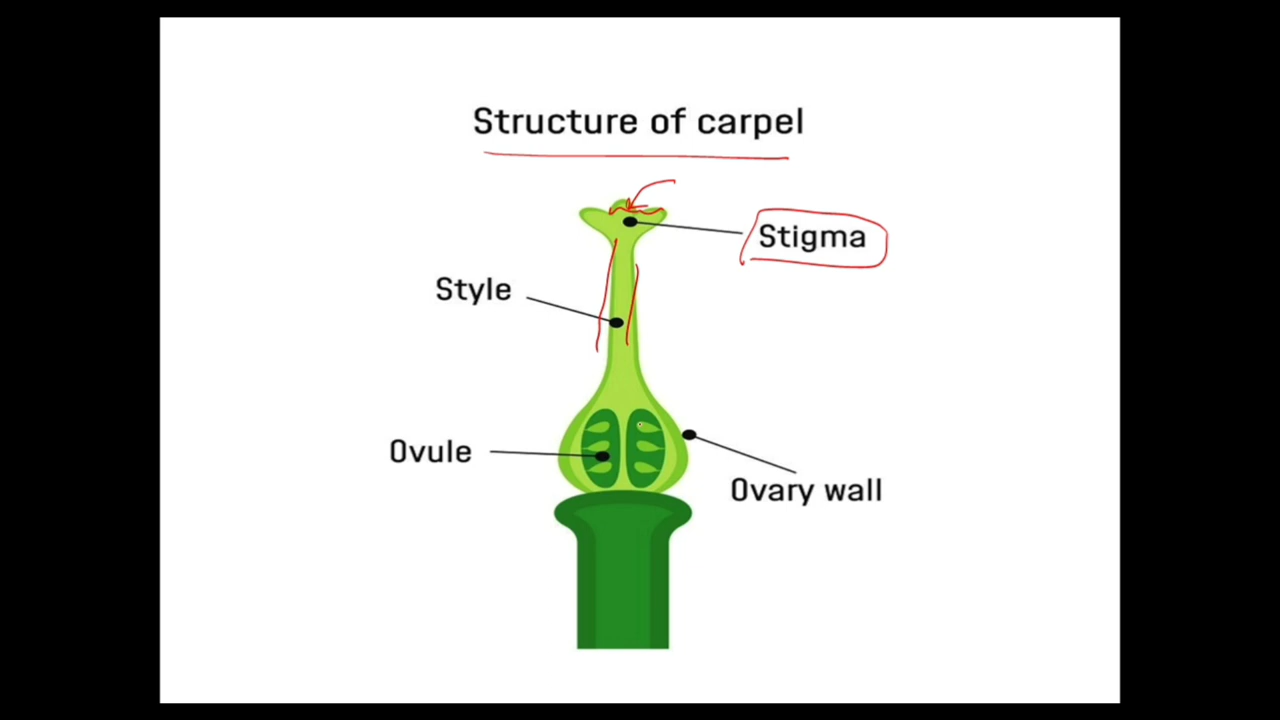 Structure of carpel
Stigma
Style
Ovule
Ovary wall